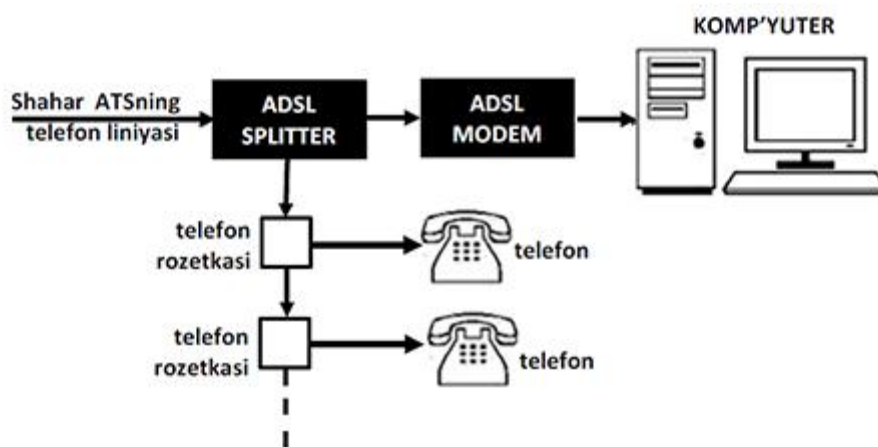 KOMP'YUTER
Shahar ATSning
telefon liniyasi
ADSL
SPLITTER
ADSL
MODEM
telefon
rozetkasi
telefon
telefon
rozetkasi
telefon